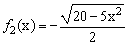 f₂(x) = −√(20−5x²)/2